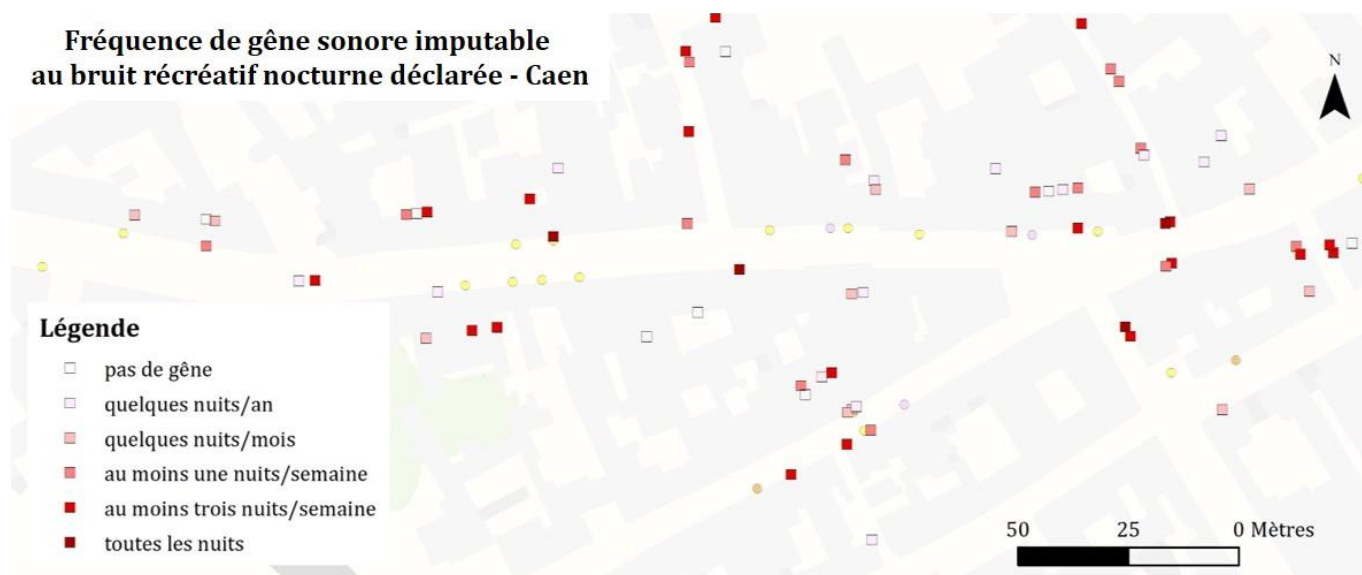 Fréquence de gêne sonore imputable
au bruit récréatif nocturne déclarée - Caen
N
Légende
pas de gêne
quelques nuits/an
quelques nuits/mois
au moins une nuits/semaine
au moins trois nuits/semaine
toutes les nuits
50 25 0 Mètres